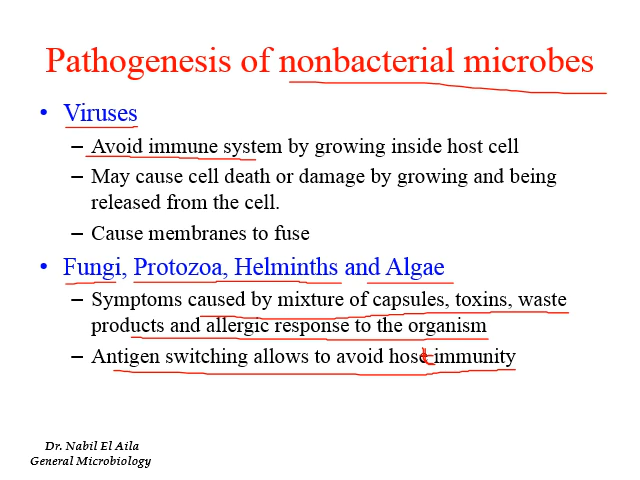 Pathogenesis of nonbacterial microbes
• Viruses
– Avoid immune system by growing inside host cell
– May cause cell death or damage by growing and being
released from the cell.
– Cause membranes to fuse
• Fungi, Protozoa, Helminths and Algae
– Symptoms caused by mixture of capsules, toxins, waste
products and allergic response to the organism
– Antigen switching allows to avoid host immunity
Dr. Nabil El Aila
General Microbiology